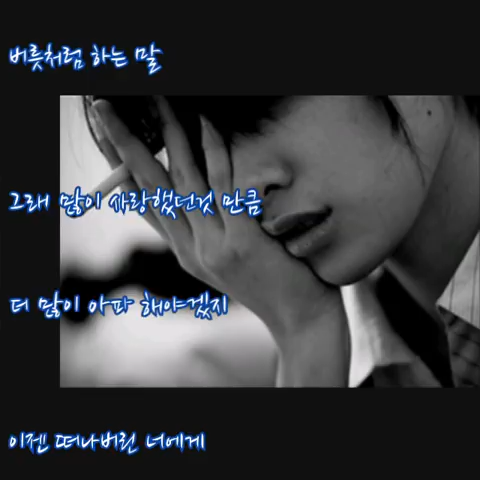 버릇처럼 하는 말
그래 많이 사랑했던것 만큼
더 많이 아파 해야겠지
이젠 떠나버린 너에게